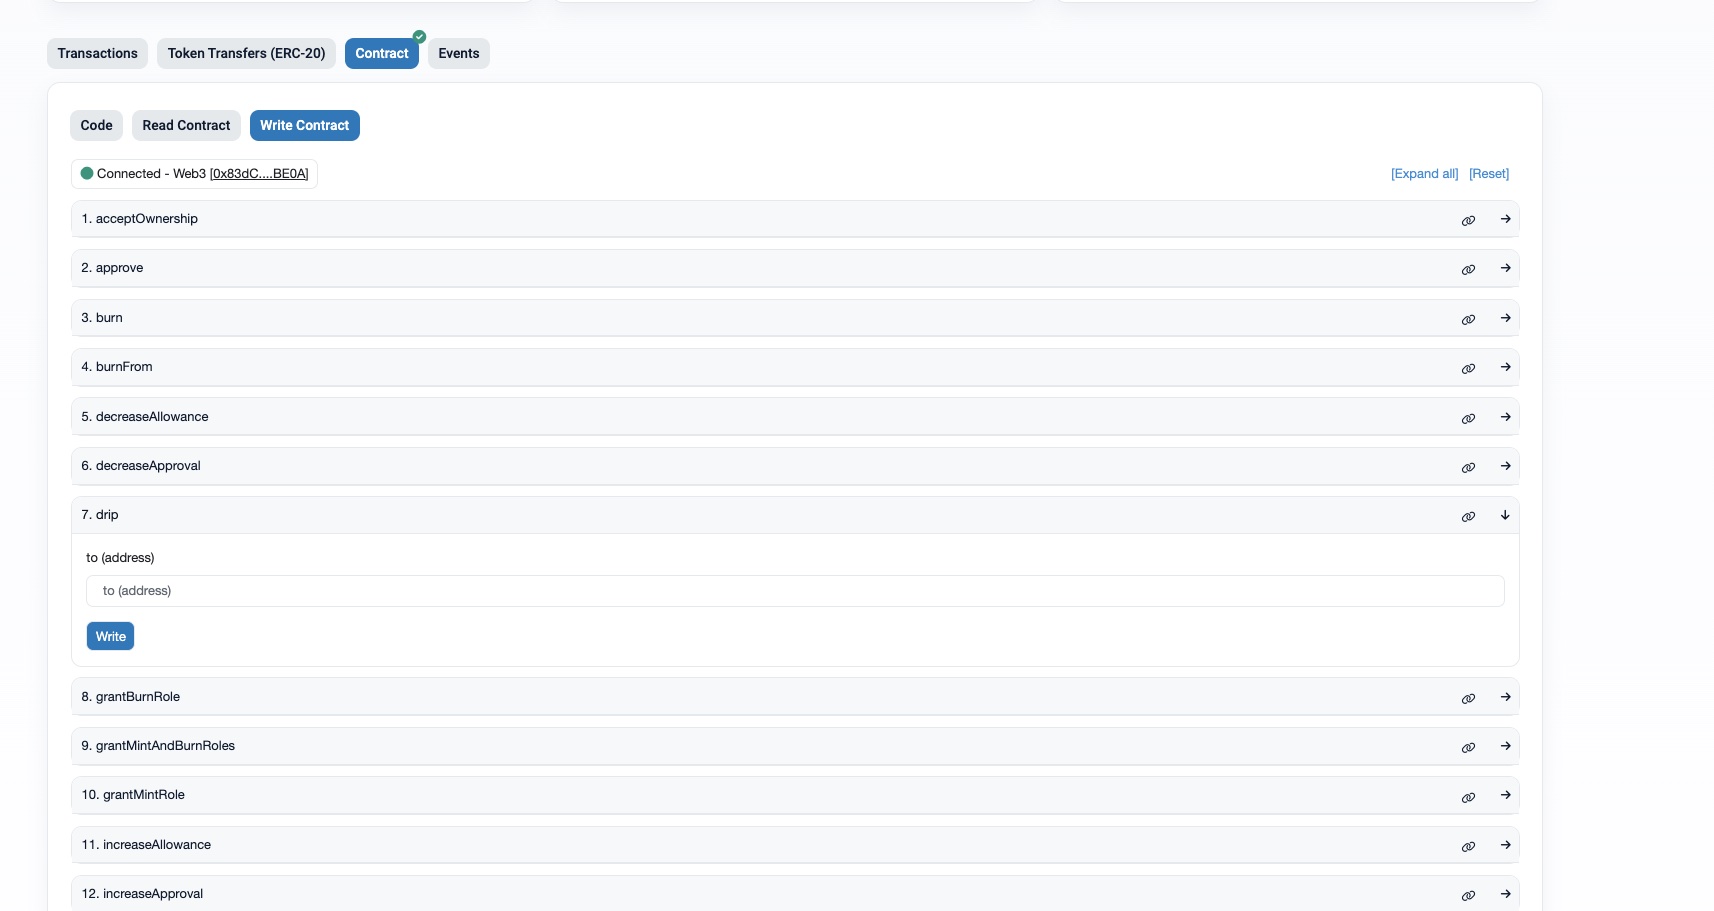 Transactions Token Transfers (ERC-20) Contract Events
Code Read Contract Write Contract
Connected - Web3 [0x83dC....BE0A] [Expand all] [Reset]
1. acceptOwnership
2. approve
3. burn
4. burnFrom
5. decreaseAllowance
6. decreaseApproval
7. drip
to (address)
to (address)
Write
8. grantBurnRole
9. grantMintAndBurnRoles
10. grantMintRole
11. increaseAllowance
12. increaseApproval